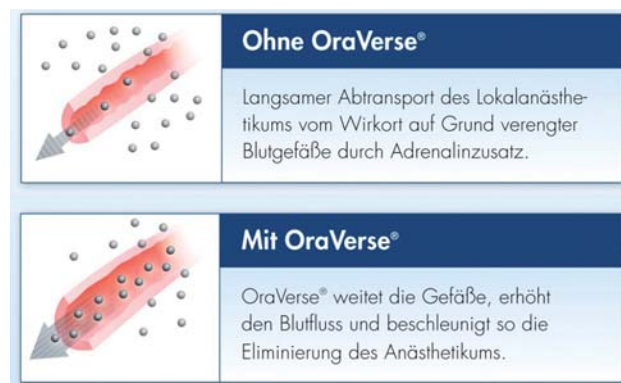 Ohne OraVerse®
Langsamer Abtransport des Lokalanästhe-
tikums vom Wirkort auf Grund verengter
Blutgefäße durch Adrenalinzusatz.
Mit OraVerse®
OraVerse® weitet die Gefäße, erhöht
den Blutfluss und beschleunigt so die
Eliminierung des Anästhetikums.